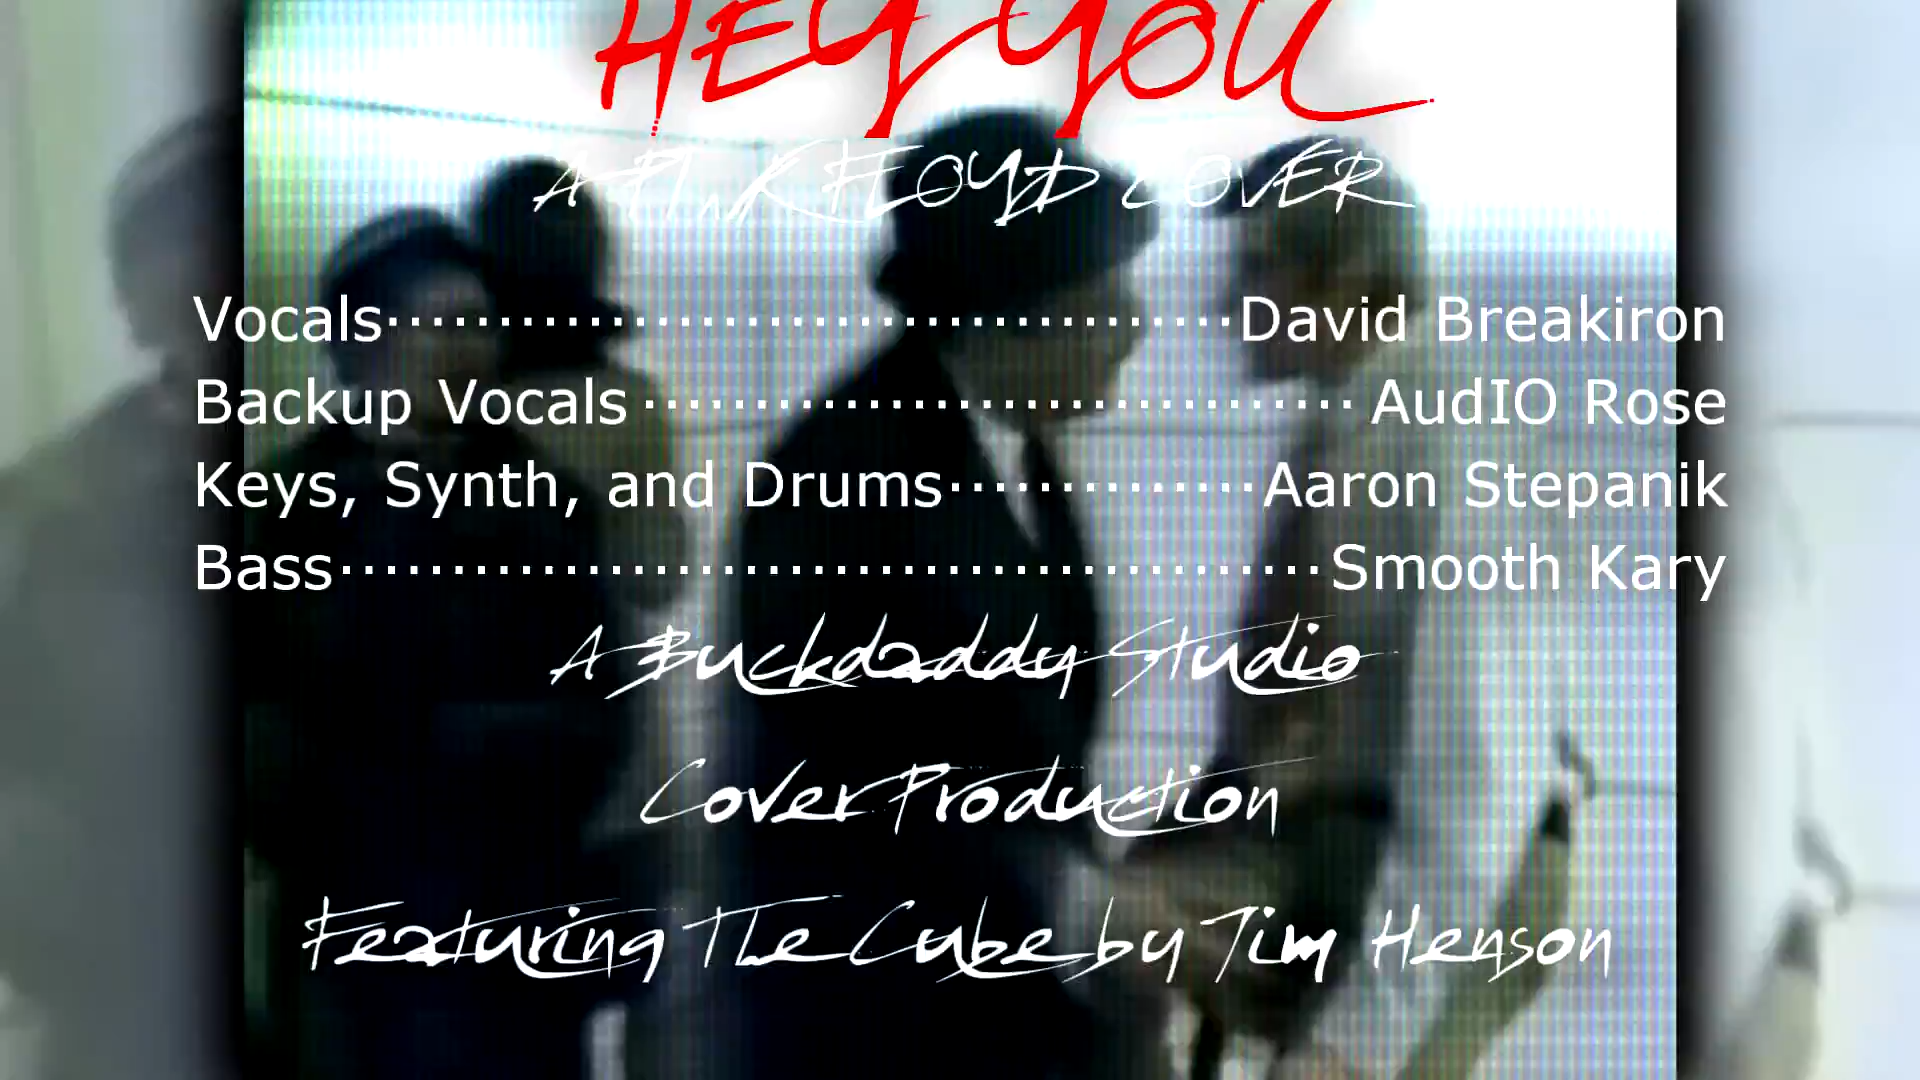 HEY YOU
A PINK FLOYD COVER
Vocals································David Breakiron
Backup Vocals································AudIO Rose
Keys, Synth, and Drums··············Aaron Stepanik
Bass············································Smooth Kary
A Buckdaddy Studio
Cover Production
Featuring The Cube by Tim Henson